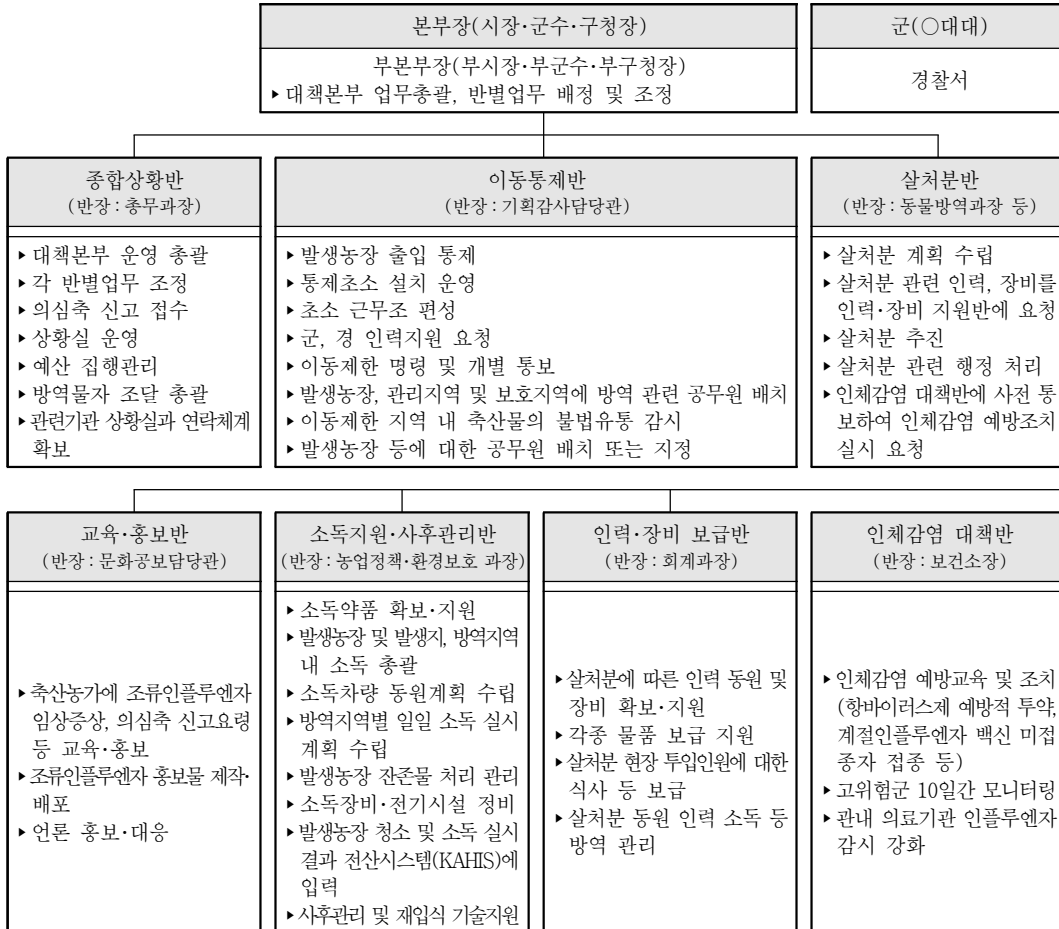 본부장(시장·군수·구청장)
부본부장(부시장·부군수·부구청장)
▸대책본부 업무총괄, 반별업무 배정 및 조정
군(○대대)
경찰서
종합상황반
(반장 : 총무과장)
▸대책본부 운영 총괄
▸각 반별업무 조정
▸의심축 신고 접수
▸상황실 운영
▸예산 집행관리
▸방역물자 조달 총괄
▸관련기관 상황실과 연락체계
확보
이동통제반
(반장 : 기획감사담당관)
▸발생농장 출입 통제
▸통제초소 설치 운영
▸초소 근무조 편성
▸군, 경 인력지원 요청
▸이동제한 명령 및 개별 통보
▸발생농장, 관리지역 및 보호지역에 방역 관련 공무원 배치
▸이동제한 지역 내 축산물의 불법유통 감시
▸발생농장 등에 대한 공무원 배치 또는 지정
살처분반
(반장 : 동물방역과장 등)
▸살처분 계획 수립
▸살처분 관련 인력, 장비를
인력·장비 지원반에 요청
▸살처분 추진
▸살처분 관련 행정 처리
▸인체감염 대책반에 사전 통
보하여 인체감염 예방조치
실시 요청
교육·홍보반
(반장 : 문화공보담당관)
▸축산농가에 조류인플루엔자
임상증상, 의심축 신고요령
등 교육·홍보
▸조류인플루엔자 홍보물 제작·
배포
▸언론 홍보·대응
소독지원·사후관리반
(반장 : 농업정책·환경보호 과장)
▸소독약품 확보·지원
▸발생농장 및 발생지, 방역지역
내 소독 총괄
▸소독차량 동원계획 수립
▸방역지역별 일일 소독 실시
계획 수립
▸발생농장 잔존물 처리 관리
▸소독장비·전기시설 정비
▸발생농장 청소 및 소독 실시
결과 전산시스템(KAHIS)에
입력
▸사후관리 및 재입식 기술지원
인력·장비 보급반
(반장 : 회계과장)
▸살처분에 따른 인력 동원 및
장비 확보·지원
▸각종 물품 보급 지원
▸살처분 현장 투입인원에 대한
식사 등 보급
▸살처분 동원 인력 소독 등
방역 관리
인체감염 대책반
(반장 : 보건소장)
▸인체감염 예방교육 및 조치
(항바이러스제 예방적 투약,
계절인플루엔자 백신 미접
종자 접종 등)
▸고위험군 10일간 모니터링
▸관내 의료기관 인플루엔자
감시 강화